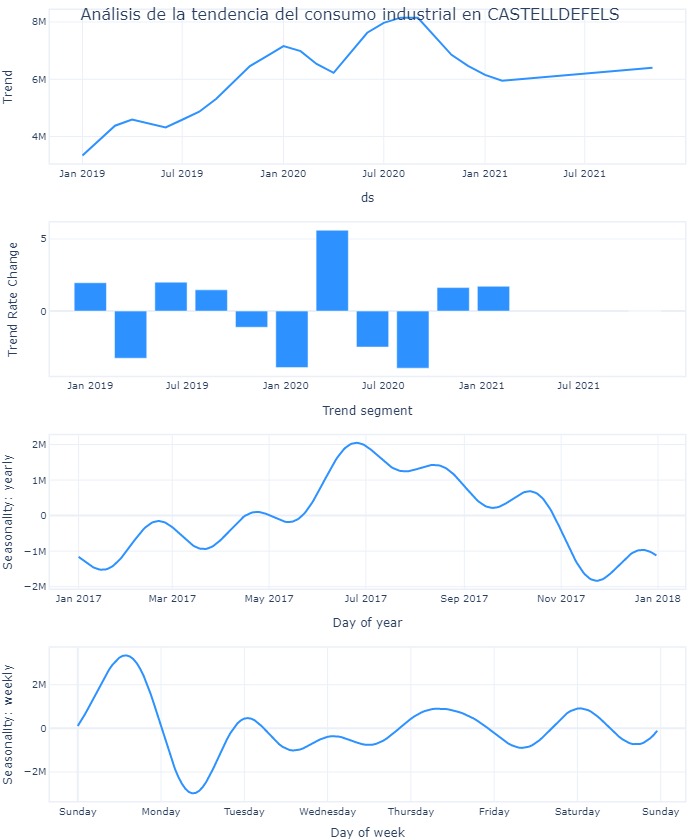 Análisis de la tendencia del consumo industrial en CASTELLDEFELS
8M
6M
4M
Trend
Jan 2019 Jul 2019 Jan 2020 Jul 2020 Jan 2021 Jul 2021
ds
5
0
Trend Rate Change
Jan 2019 Jul 2019 Jan 2020 Jul 2020 Jan 2021 Jul 2021
Trend segment
2M
1M
0
−1M
−2M
Seasonality: yearly
Jan 2017 Mar 2017 May 2017 Jul 2017 Sep 2017 Nov 2017 Jan 2018
Day of year
2M
0
−2M
Seasonality: weekly
Sunday Monday Tuesday Wednesday Thursday Friday Saturday Sunday
Day of week